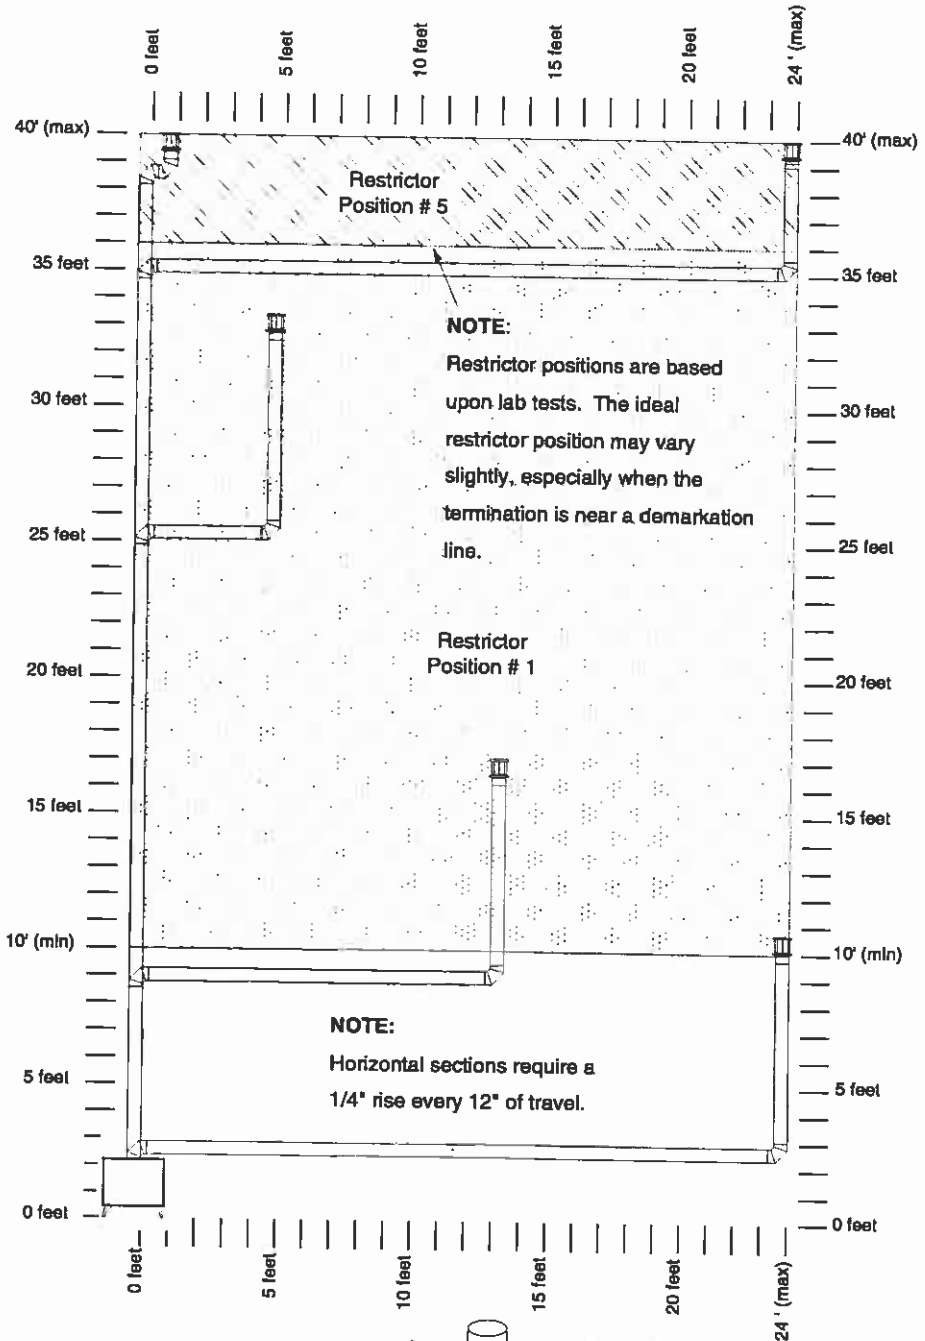 0 feet
5 feet
10 feet
15 feet
20 feet
24 ' (max)
40' (max)
40' (max)
Restrictor
Position # 5
35 feet
35 feet
NOTE:
Restrictor positions are based
upon lab tests. The ideal
restrictor position may vary
slightly, especially when the
termination is near a demarkation
line.
30 feet
30 feet
25 feet
25 feet
Restrictor
Position # 1
20 feet
20 feet
15 feet
15 feet
10' (min)
10' (min)
NOTE:
Horizontal sections require a
1/4" rise every 12" of travel.
5 feet
5 feet
0 feet
0 feet
0 feet
5 feet
10 feet
15 feet
20 feet
24 ' (max)